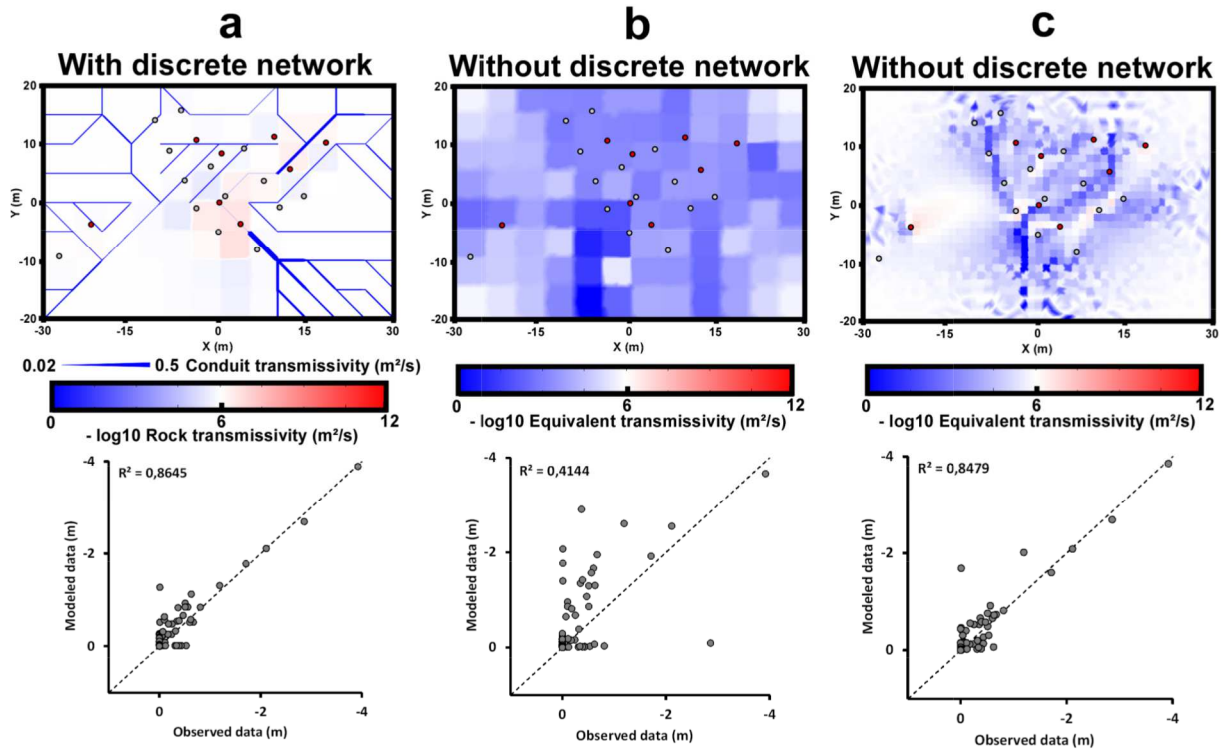 a
With discrete network
20
10
0
-10
-20
Y (m)
-30
-15
0
15
30
X (m)
0.02
0.5 Conduit transmissivity (m²/s)
0
6
12
- log10 Rock transmissivity (m²/s)
R² = 0,8645
-4
-2
0
Modeled data (m)
0
-2
-4
Observed data (m)
b
Without discrete network
20
10
0
-10
-20
Y (m)
-30
-15
0
15
30
X (m)
0
6
12
- log10 Equivalent transmissivity (m²/s)
R² = 0,4144
-4
-2
0
Modeled data (m)
0
-2
-4
Observed data (m)
c
Without discrete network
20
10
0
-10
-20
Y (m)
-30
-15
0
15
30
X (m)
0
6
12
- log10 Equivalent transmissivity (m²/s)
R² = 0,8479
-4
-2
0
Modeled data (m)
0
-2
-4
Observed data (m)